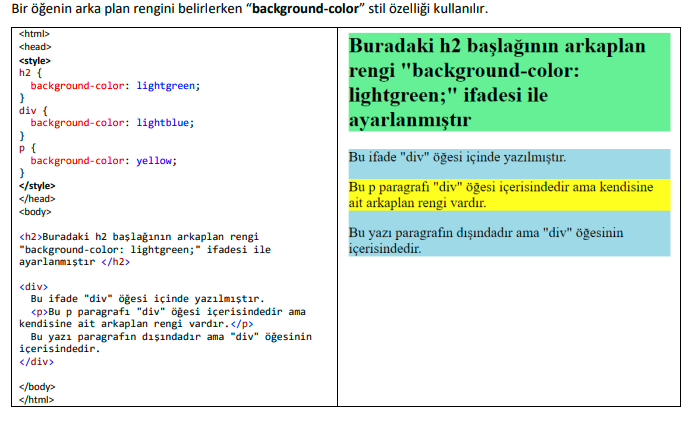 Bir öğenin arka plan rengini belirlerken “background-color” stil özelliği kullanılır.
<html>
<head>
<style>
h2 {
background-color: lightgreen;
}
div {
background-color: lightblue;
}
p {
background-color: yellow;
}
</style>
</head>
<body>
<h2>Buradaki h2 başlağının arkaplan rengi
"background-color: lightgreen;" ifadesi ile
ayarlanmıştır </h2>
<div>
Bu ifade "div" öğesi içinde yazılmıştır.
<p>Bu p paragrafı "div" öğesi içerisindedir ama
kendisine ait arkaplan rengi vardır.</p>
Bu yazı paragrafın dışındadır ama "div" öğesinin
içerisindedir.
</div>
</body>
</html>
Buradaki h2 başlağının arkaplan
rengi "background-color:
lightgreen;" ifadesi ile
ayarlanmıştır
Bu ifade "div" öğesi içinde yazılmıştır.
Bu p paragrafı "div" öğesi içerisindedir ama kendisine
ait arkaplan rengi vardır.
Bu yazı paragrafın dışındadır ama "div" öğesinin
içerisindedir.